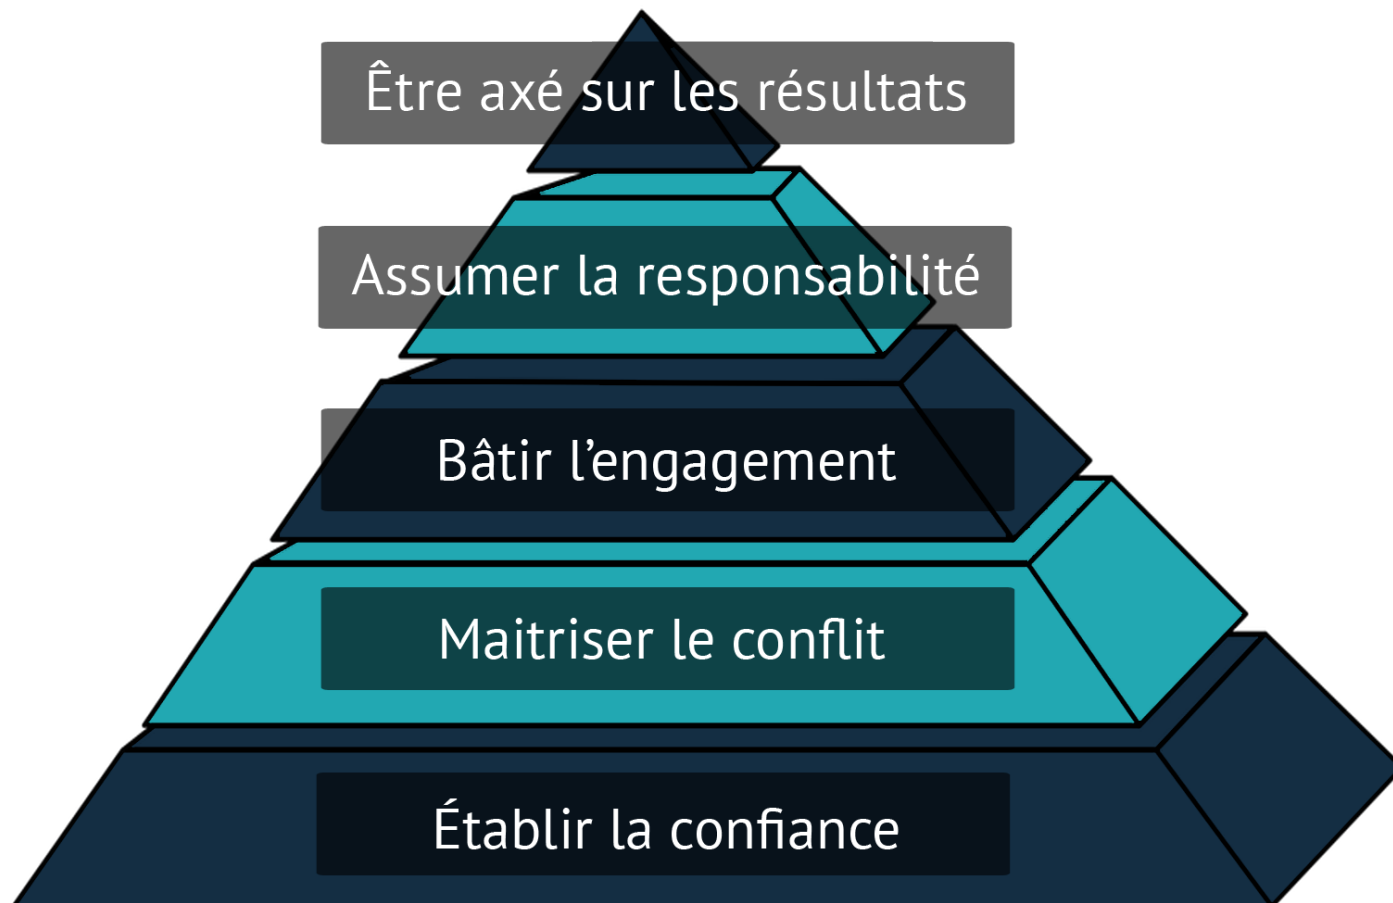 Être axé sur les résultats
Assumer la responsabilité
Bâtir l’engagement
Maitriser le conflit
Établir la confiance